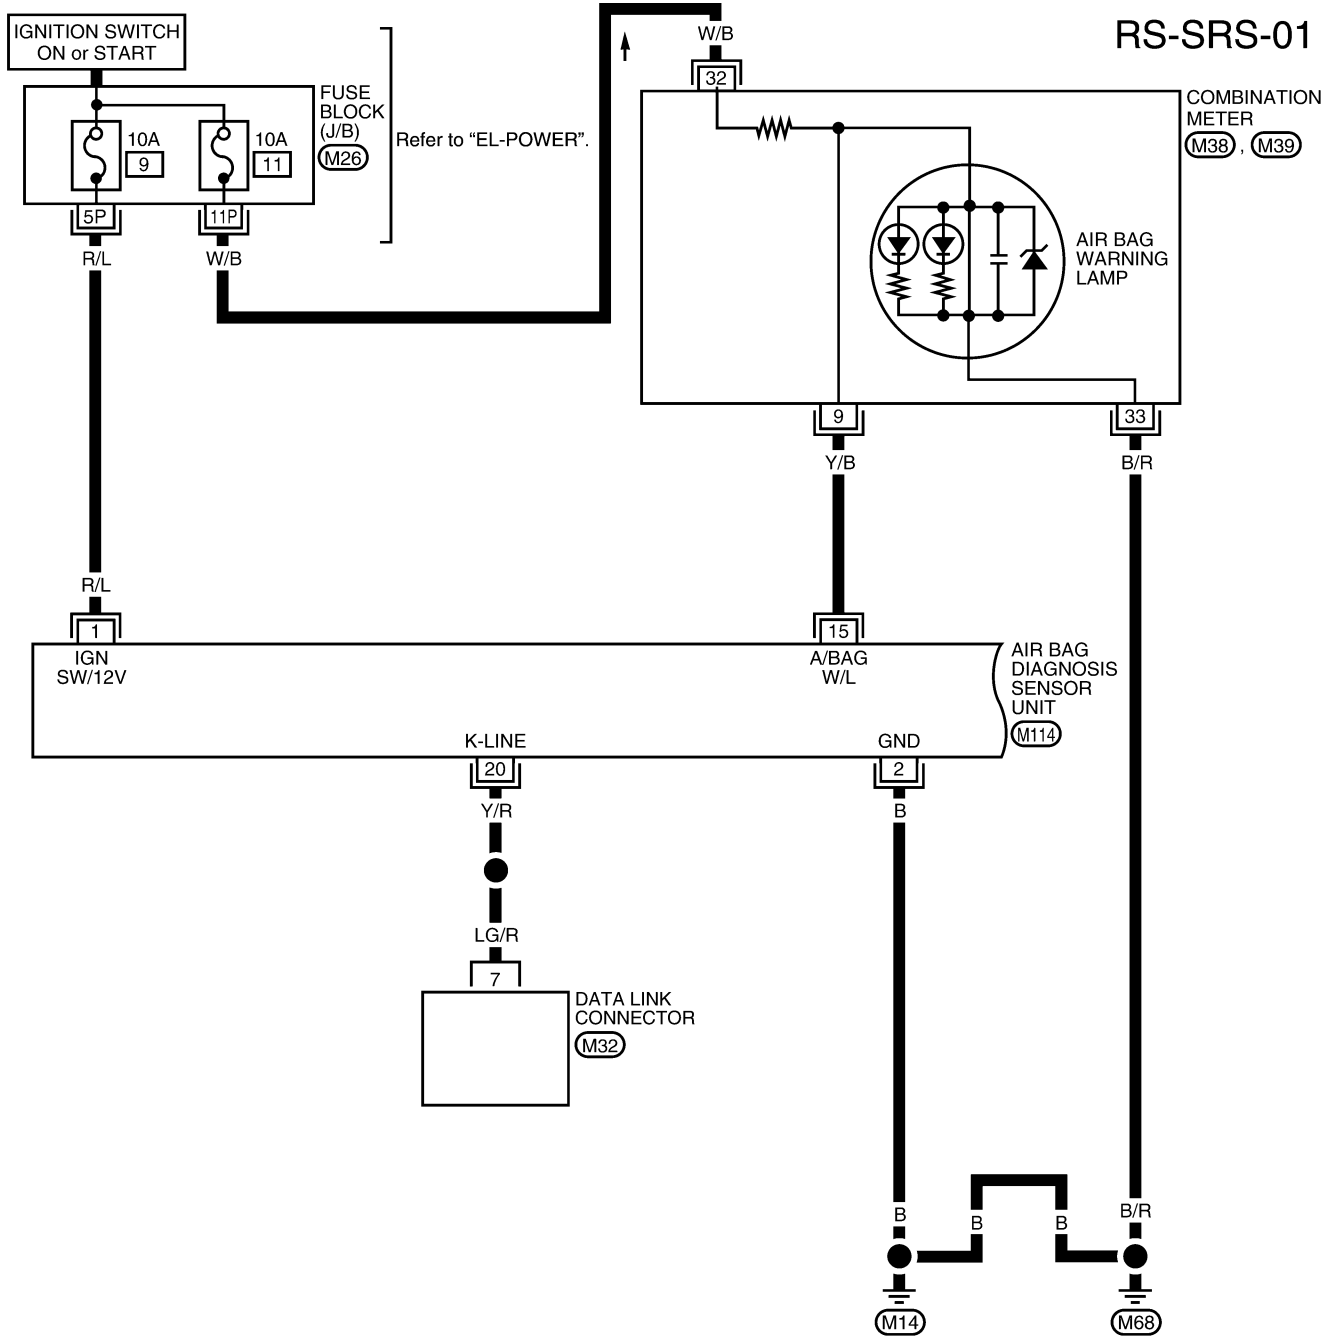 RS-SRS-01
IGNITION SWITCH
ON or START
FUSE
BLOCK
(J/B)
M26
10A
9
10A
11
Refer to “EL-POWER”.
5P
11P
R/L
W/B
W/B
32
COMBINATION
METER
M38 , M39
AIR BAG
WARNING
LAMP
9
33
Y/B
B/R
R/L
1
15
IGN
SW/12V
A/BAG
W/L
AIR BAG
DIAGNOSIS
SENSOR
UNIT
M114
K-LINE
GND
20
2
Y/R
B
LG/R
7
DATA LINK
CONNECTOR
M32
B
B
B
B/R
M14
M68